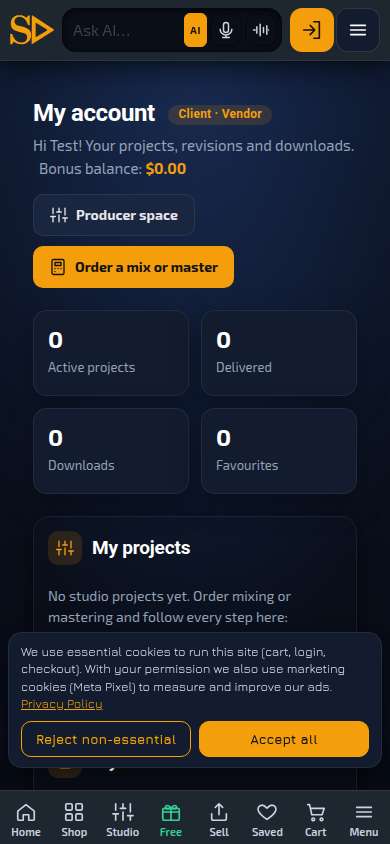 Ask AI...
AI
My account
Client · Vendor
Hi Test! Your projects, revisions and downloads.
Bonus balance: $0.00
Producer space
Order a mix or master
0
Active projects
0
Delivered
0
Downloads
0
Favourites
My projects
No studio projects yet. Order mixing or
mastering and follow every step here:
We use essential cookies to run this site (cart, login,
checkout). With your permission we also use marketing
cookies (Meta Pixel) to measure and improve our ads.
Privacy Policy
Reject non-essential
Accept all
Home
Shop
Studio
Free
Sell
Saved
Cart
Menu